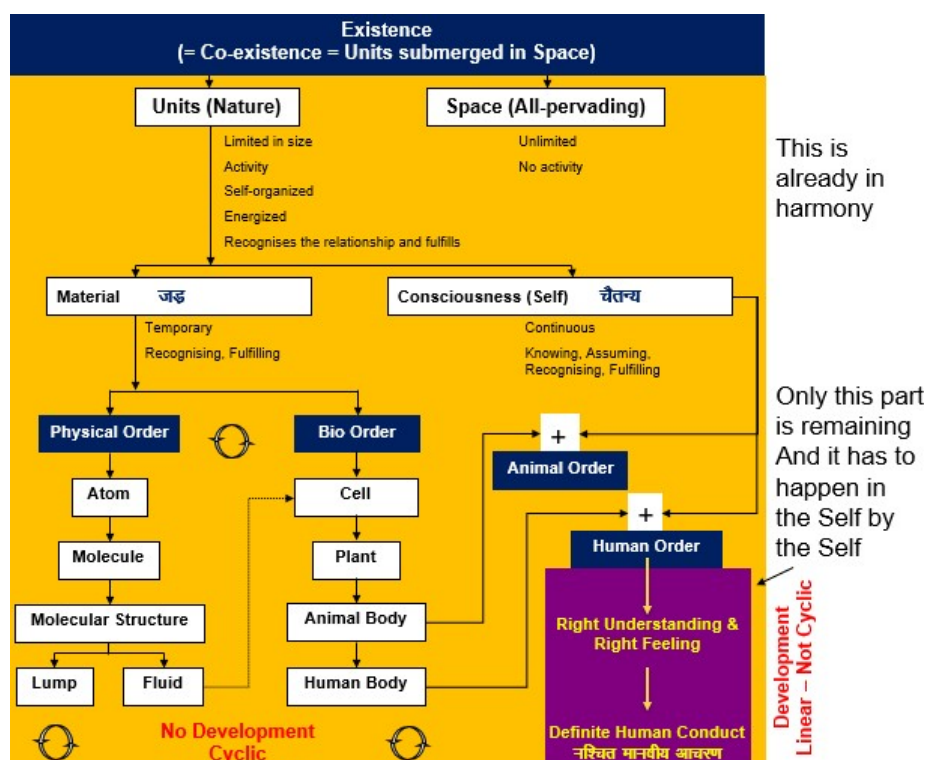 Existence
(= Co-existence = Units submerged in Space)
Units (Nature)
Space (All-pervading)
Limited in size
Activity
Self-organized
Energized
Recognises the relationship and fulfills
Unlimited
No activity
This is
already in
harmony
Material जड़
Consciousness (Self) चैतन्य
Temporary
Recognising, Fulfilling
Continuous
Knowing, Assuming,
Recognising, Fulfilling
Physical Order
Bio Order
+
Animal Order
Atom
Cell
+
Human Order
Molecule
Plant
Molecular Structure
Animal Body
Lump
Fluid
Human Body
No Development
Cyclic
Right Understanding &
Right Feeling
Definite Human Conduct
निश्चित मानवीय आचरण
Only this part
is remaining
And it has to
happen in
the Self by
the Self
Development
Linear – Not Cyclic